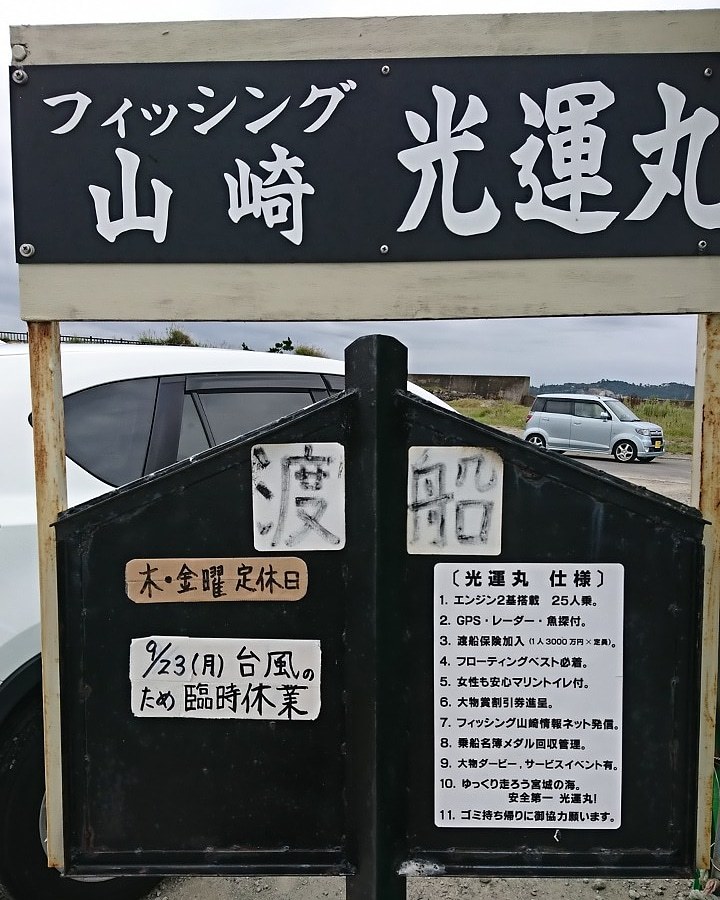 フィッシング
山崎 光運丸
渡船
木・金曜定休日
9/23(月)台風の
ため臨時休業
〔光運丸 仕様〕
1. エンジン2基搭載 25人乗。
2. GPS・レーダー・魚探付。
3. 渡船保険加入(1人3000万円×定員)。
4. フローティングベスト必着。
5. 女性も安心マリントイレ付。
6. 大物賞割引券進呈。
7. フィッシング山崎情報ネット発信。
8. 乗船名簿メダル回収管理。
9. 大物ダービー,サービスイベント有。
10. ゆっくり走ろう宮城の海。
安全第一 光運丸!
11. ゴミ持ち帰りに御協力願います。